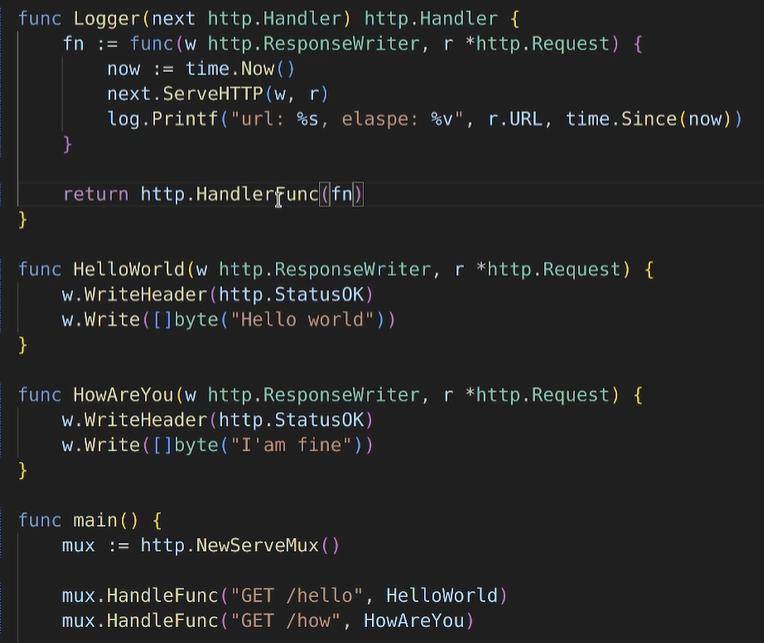 func Logger(next http.Handler) http.Handler {
    fn := func(w http.ResponseWriter, r *http.Request) {
        now := time.Now()
        next.ServeHTTP(w, r)
        log.Printf("url: %s, elaspe: %v", r.URL, time.Since(now))
    }

    return http.HandlerFunc(fn)
}

func HelloWorld(w http.ResponseWriter, r *http.Request) {
    w.WriteHeader(http.StatusOK)
    w.Write([]byte("Hello world"))
}

func HowAreYou(w http.ResponseWriter, r *http.Request) {
    w.WriteHeader(http.StatusOK)
    w.Write([]byte("I'am fine"))
}

func main() {
    mux := http.NewServeMux()

    mux.HandleFunc("GET /hello", HelloWorld)
    mux.HandleFunc("GET /how", HowAreYou)